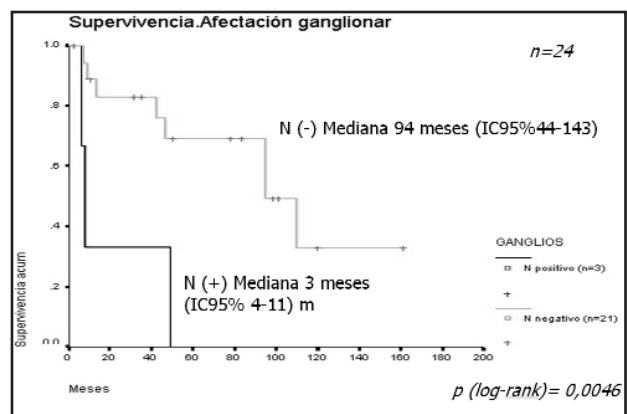 Supervivencia.Afectación ganglionar
n=24
1.0
.8
.6
.4
.2
0.0
Supervivencia acum
N (-) Mediana 94 meses (IC95%44-143)
N (+) Mediana 3 meses
(IC95% 4-11) m
GANGLIOS
N positivo (n=3)
N negativo (n=21)
0 20 40 60 80 100 120 140 160 180 200
Meses
p (log-rank)= 0,0046